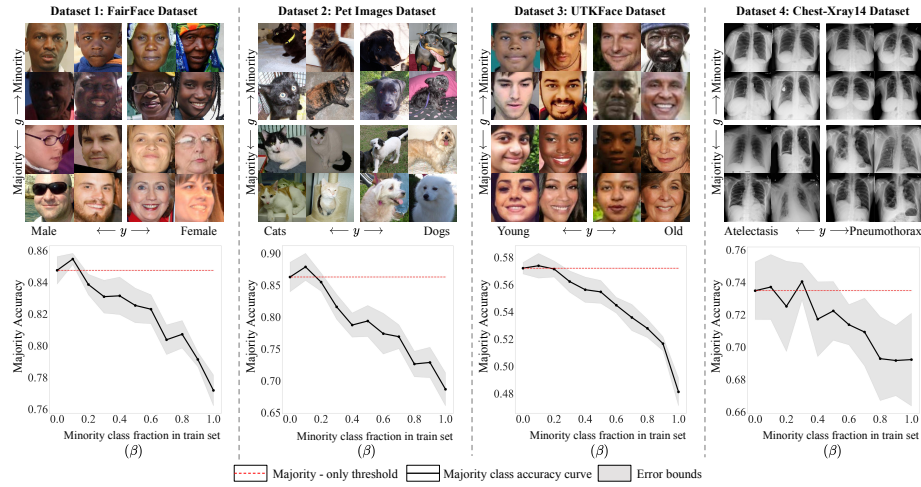 Dataset 1: FairFace Dataset
Majority ← g → Minority
Male ← y → Female
Majority Accuracy
0.86
0.84
0.82
0.80
0.78
0.76
0.0 0.2 0.4 0.6 0.8 1.0
Minority class fraction in train set
(β)
Dataset 2: Pet Images Dataset
Majority ← g → Minority
Cats ← y → Dogs
Majority Accuracy
0.90
0.85
0.80
0.75
0.70
0.65
0.0 0.2 0.4 0.6 0.8 1.0
Minority class fraction in train set
(β)
Dataset 3: UTKFace Dataset
Majority ← g → Minority
Young ← y → Old
Majority Accuracy
0.58
0.56
0.54
0.52
0.50
0.48
0.0 0.2 0.4 0.6 0.8 1.0
Minority class fraction in train set
(β)
Dataset 4: Chest-Xray14 Dataset
Majority ← g → Minority
Atelectasis ← y → Pneumothorax
Majority Accuracy
0.76
0.74
0.72
0.70
0.68
0.66
0.0 0.2 0.4 0.6 0.8 1.0
Minority class fraction in train set
(β)
Majority - only threshold
Majority class accuracy curve
Error bounds